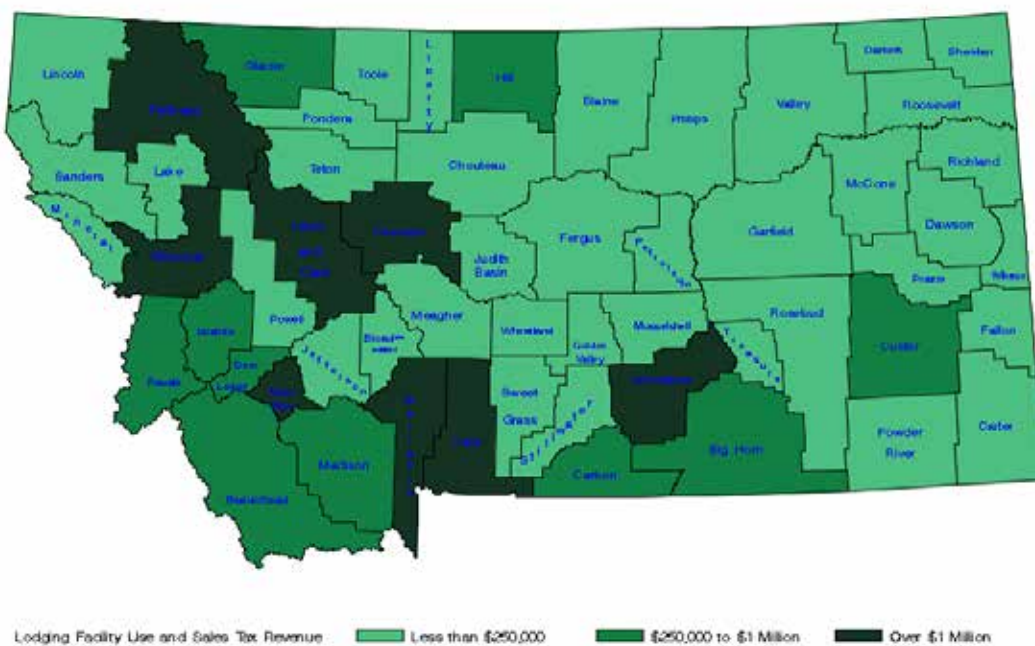 Lincoln
Flathead
Glacier
Toole
Liberty
Hill
Blaine
Phillips
Valley
Daniels
Sheridan
Roosevelt
Pondera
Teton
Chouteau
Sanders
Lake
Mineral
Missoula
Lewis
and
Clark
Cascade
Judith
Basin
Fergus
Petroleum
Garfield
McCone
Richland
Dawson
Prairie
Wibaux
Powell
Granite
Ravalli
Deer
Lodge
Silver
Bow
Jefferson
Broad-
water
Meagher
Wheatland
Golden
Valley
Musselshell
Treasure
Rosebud
Custer
Fallon
Beaverhead
Madison
Gallatin
Park
Sweet
Grass
Stillwater
Carbon
Yellowstone
Big Horn
Powder
River
Carter
Lodging Facility Use and Sales Tax Revenue Less than $250,000 $250,000 to $1 Million Over $1 Million